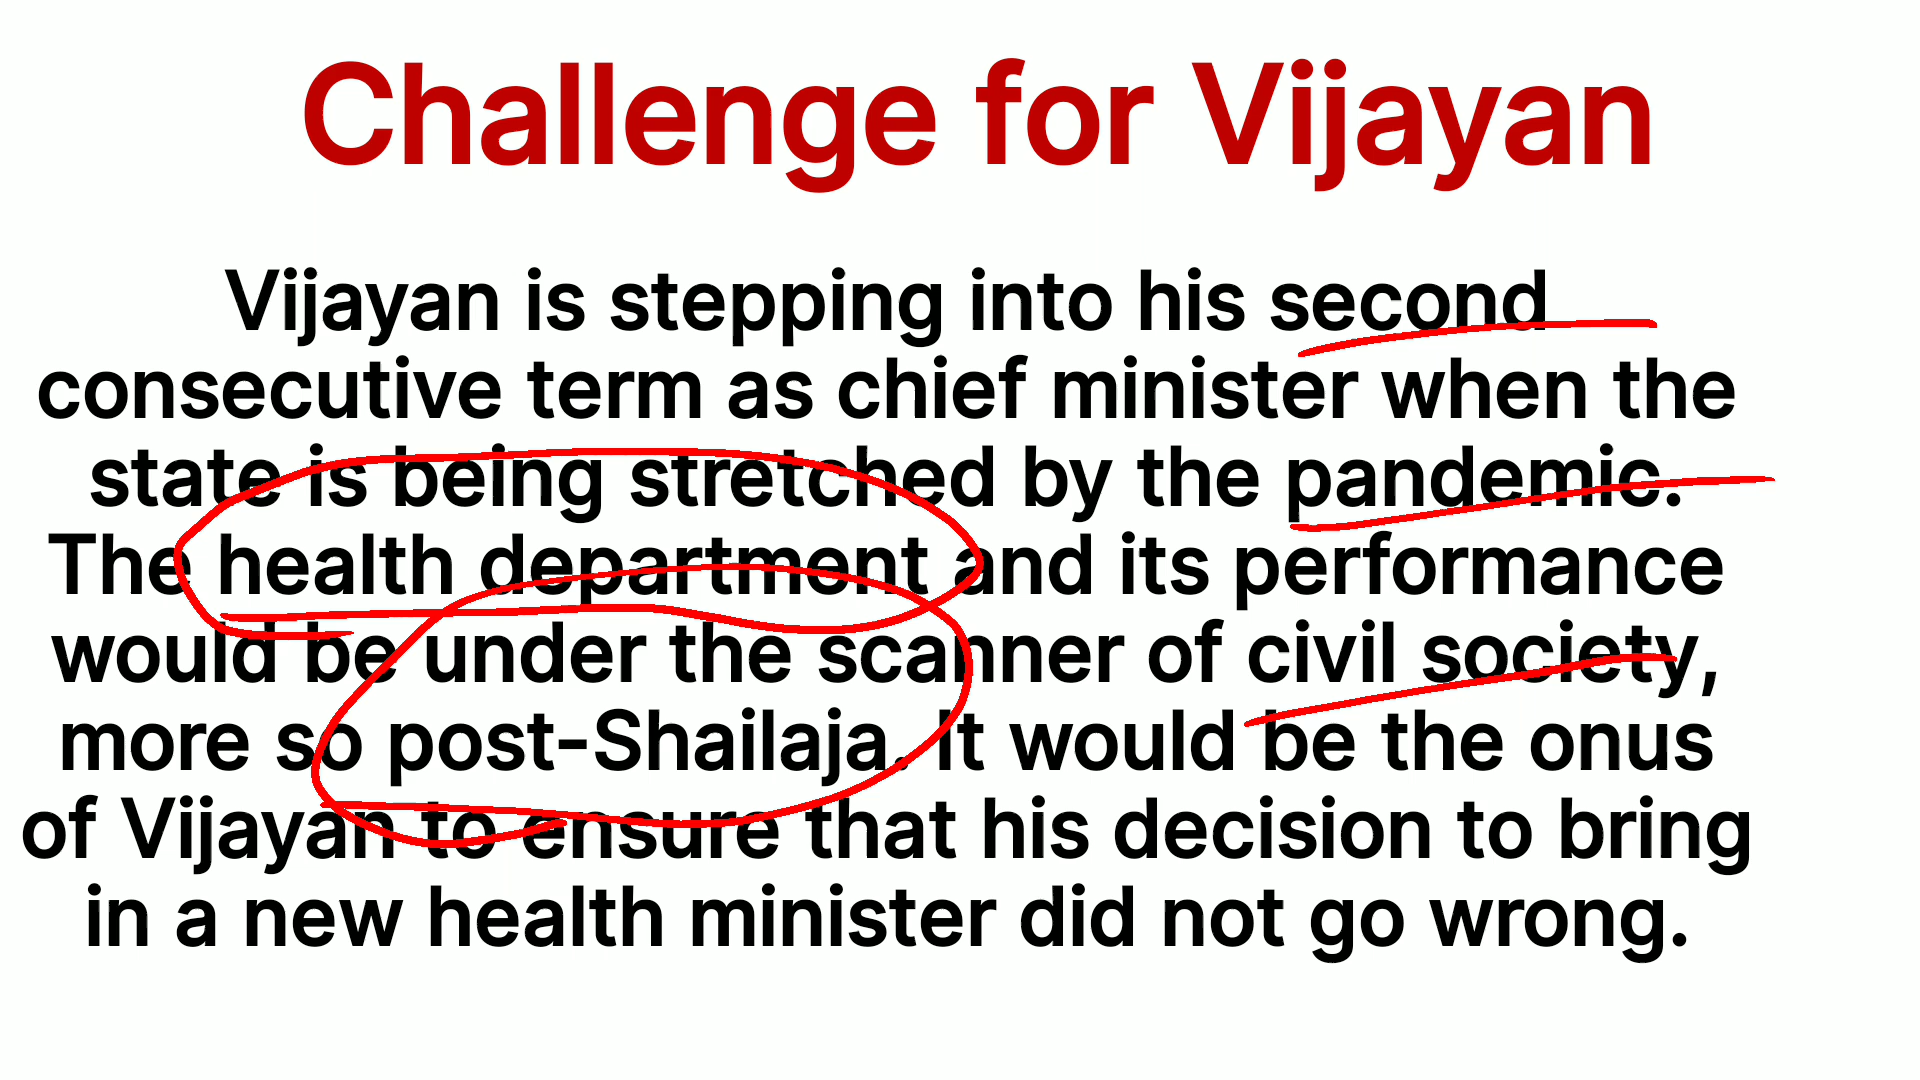 Challenge for Vijayan
Vijayan is stepping into his second
consecutive term as chief minister when the
state is being stretched by the pandemic.
The health department and its performance
would be under the scanner of civil society,
more so post-Shailaja. It would be the onus
of Vijayan to ensure that his decision to bring
in a new health minister did not go wrong.